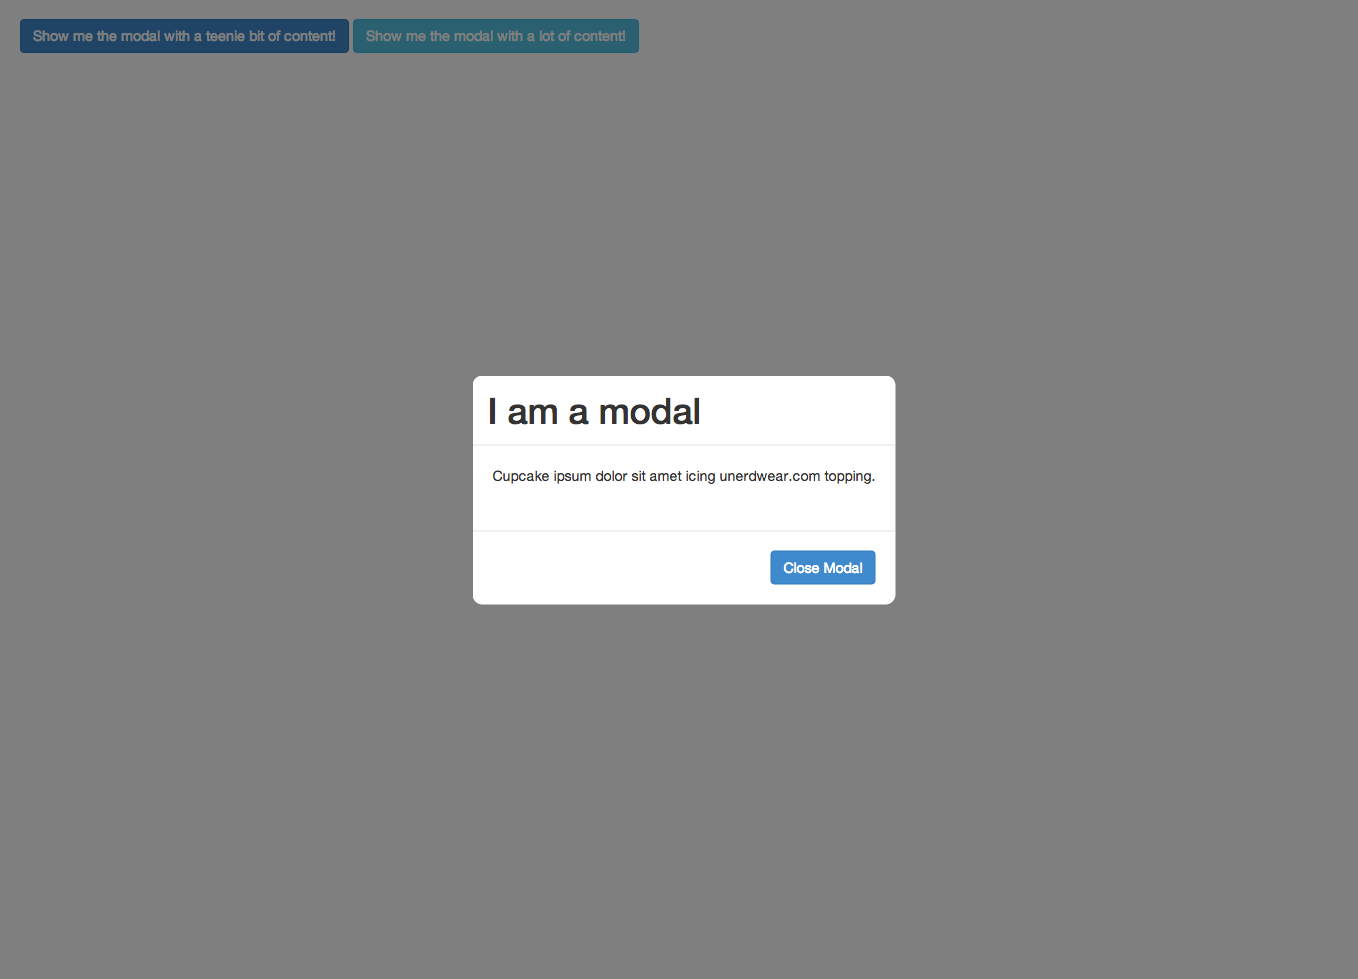 Show me the modal with a teenie bit of content!
Show me the modal with a lot of content!
I am a modal
Cupcake ipsum dolor sit amet icing unerdwear.com topping.
Close Modal